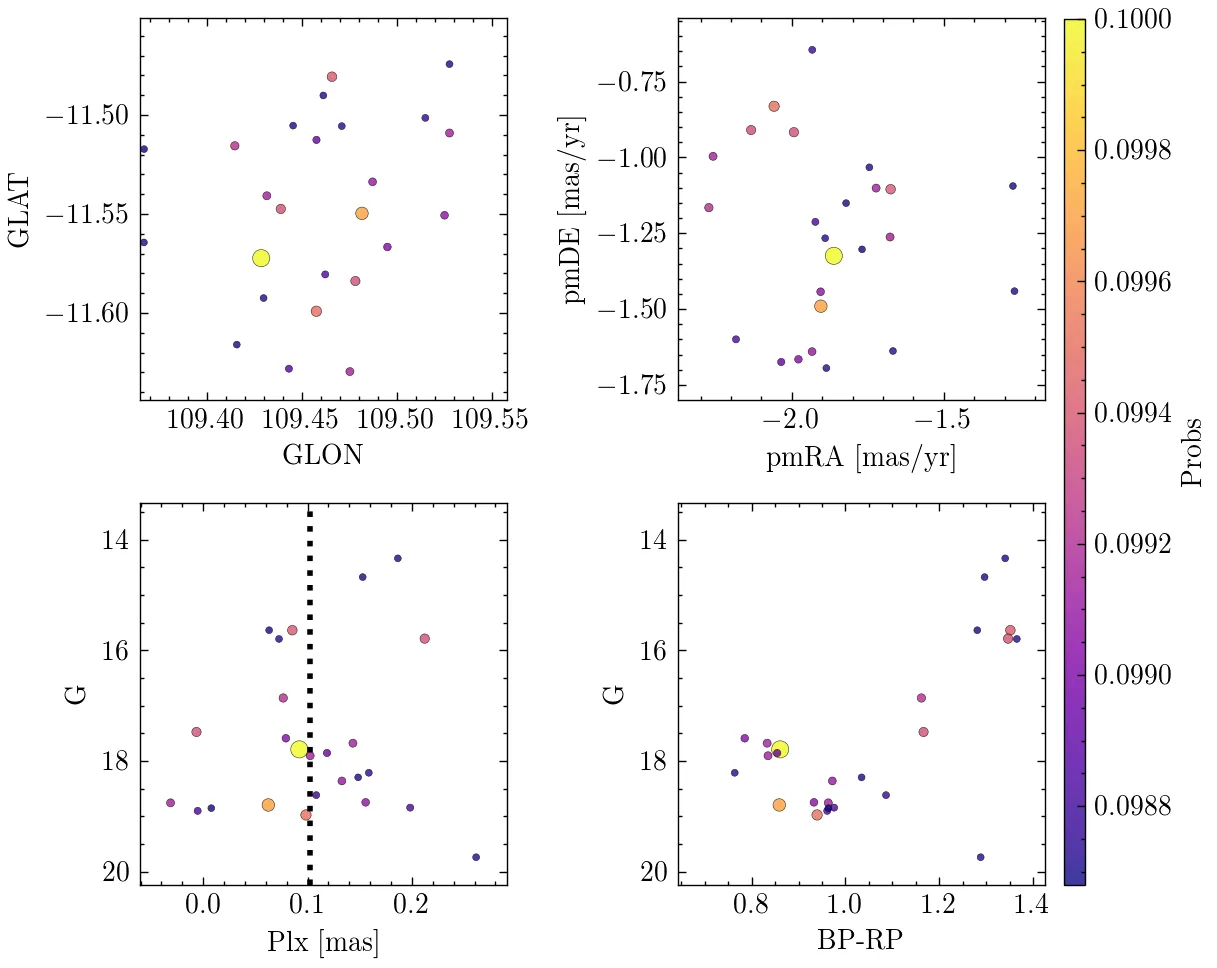 GLAT
−11.50
−11.55
−11.60
109.40 109.45 109.50 109.55
GLON
pmDE [mas/yr]
−0.75
−1.00
−1.25
−1.50
−1.75
−2.0 −1.5
pmRA [mas/yr]
G
14
16
18
20
0.0 0.1 0.2
Plx [mas]
G
14
16
18
20
0.8 1.0 1.2 1.4
BP-RP
0.1000
0.0998
0.0996
0.0994
0.0992
0.0990
0.0988
Probs